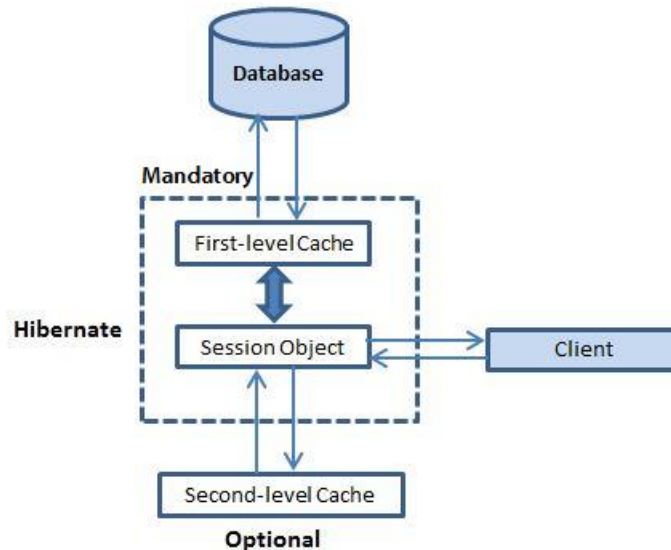 Database
Mandatory
First-level Cache
Hibernate
Session Object
Client
Second-level Cache
Optional